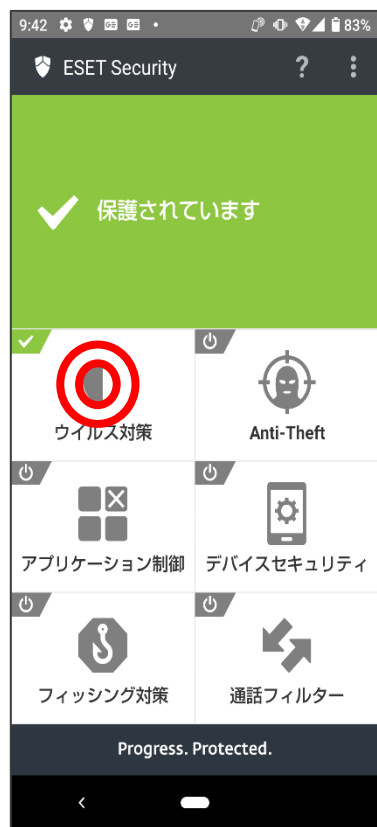 9:42 83%
ESET Security ?
保護されています
ウイルス対策 Anti-Theft
アプリケーション制御 デバイスセキュリティ
フィッシング対策 通話フィルター
Progress. Protected.